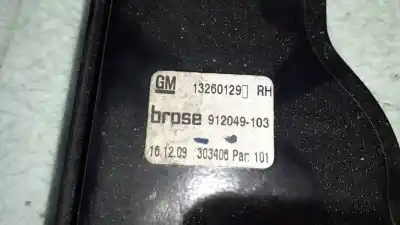 GM 13260129 RH
brose 912049-103
16.12.09 303406 Par: 101